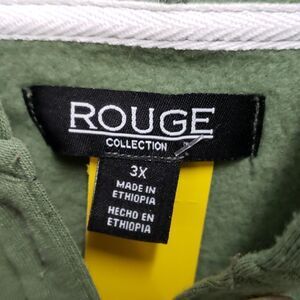 ROUGE
COLLECTION
3X
MADE IN
ETHIOPIA
HECHO EN
ETHIOPIA